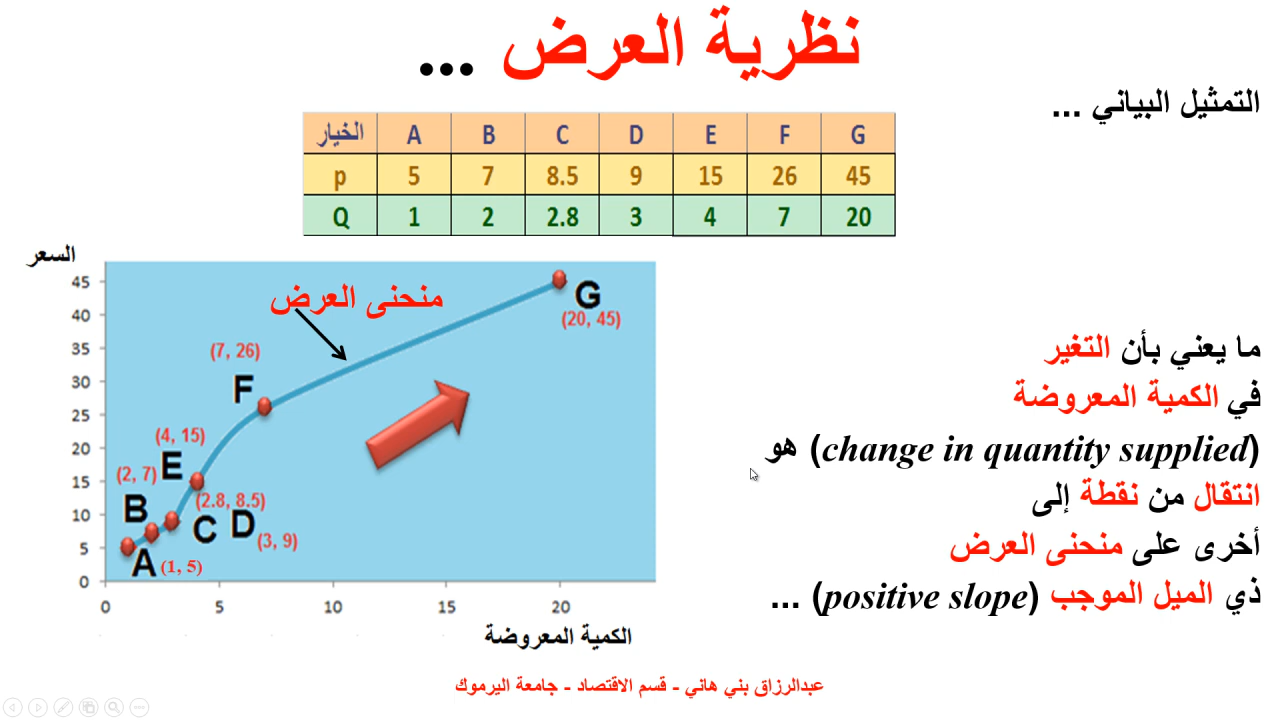 نظرية العرض ...
التمثيل البياني ...
الخيار A B C D E F G
p 5 7 8.5 9 15 26 45
Q 1 2 2.8 3 4 7 20
السعر
45
40
35
30
25
20
15
10
5
0
منحنى العرض
G
(20, 45)
(7, 26)
F
(4, 15)
E
(2, 7)
B
(2.8, 8.5)
C
D
(3, 9)
A (1, 5)
0 5 10 15 20
الكمية المعروضة
ما يعني بأن التغير
في الكمية المعروضة
(change in quantity supplied) هو
انتقال من نقطة إلى
أخرى على منحنى العرض
ذي الميل الموجب (positive slope) ...
عبدالرزاق بني هاني - قسم الاقتصاد - جامعة اليرموك